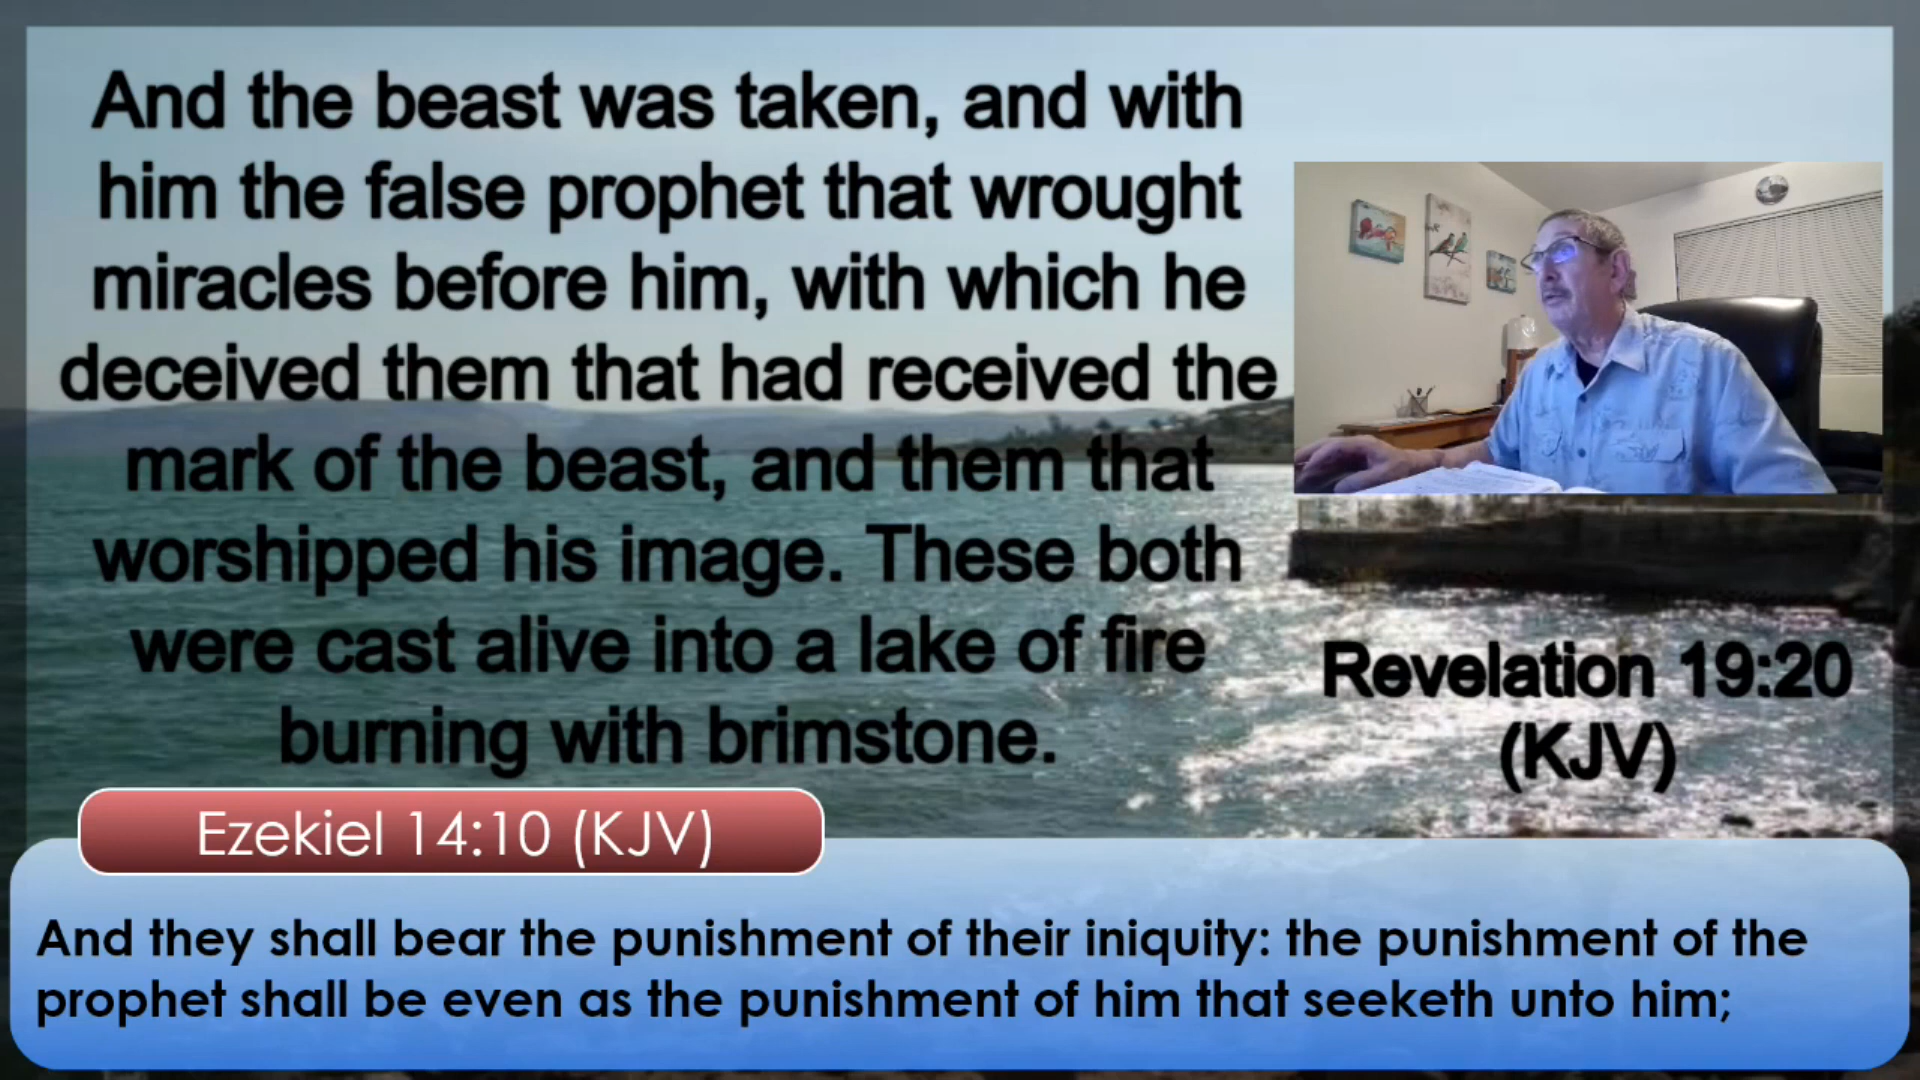 And the beast was taken, and with
him the false prophet that wrought
miracles before him, with which he
deceived them that had received the
mark of the beast, and them that
worshipped his image. These both
were cast alive into a lake of fire
burning with brimstone.
Revelation 19:20
(KJV)
Ezekiel 14:10 (KJV)
And they shall bear the punishment of their iniquity: the punishment of the
prophet shall be even as the punishment of him that seeketh unto him;